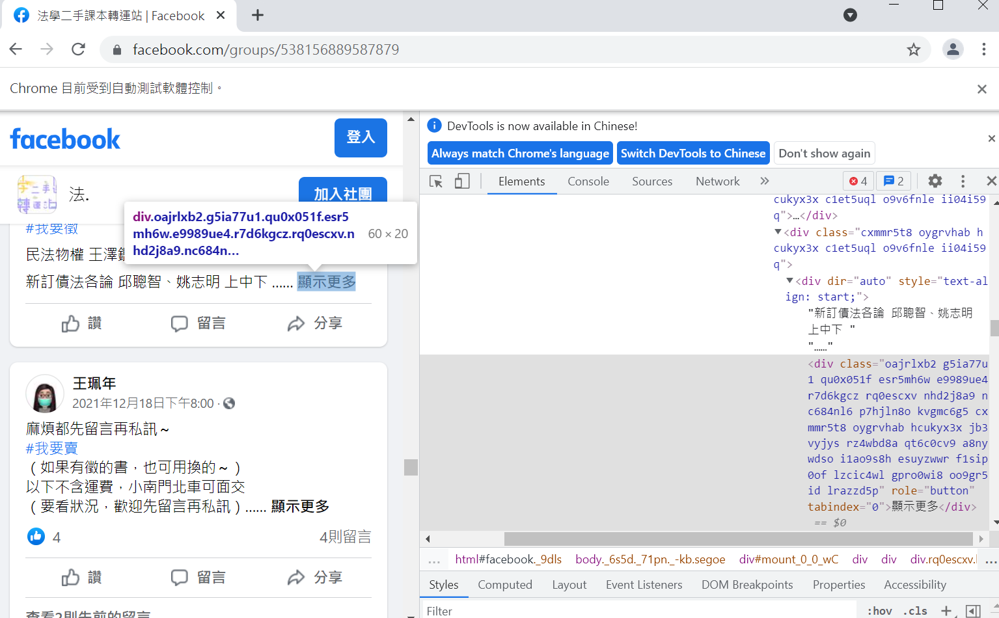 法學二手課本轉運站 | Facebook
facebook.com/groups/538156889587879
Chrome 目前受到自動測試軟體控制。
facebook
登入
法.
加入社團
div.oajrlxb2.g5ia77u1.qu0x051f.esr5
mh6w.e9989ue4.r7d6kgcz.rq0escxv.n
hd2j8a9.nc684n…
60 × 20
#我要徵
民法物權 王澤
新訂債法各論 邱聰智、姚志明 上中下 …… 顯示更多
讚
留言
分享
王珮年
2021年12月18日下午8:00 ·
麻煩都先留言再私訊~
#我要賣
（如果有徵的書，也可用換的~）
以下不含運費，小南門北車可面交
（要看狀況，歡迎先留言再私訊）…… 顯示更多
4
4則留言
讚
留言
分享
查看2則先前的留言
DevTools is now available in Chinese!
Always match Chrome's language
Switch DevTools to Chinese
Don't show again
Elements
Console
Sources
Network
»
4
2
cukyx3x c1et5uql o9v6fnle ii04i59
q">…</div>
▼<div class="cxmmr5t8 oygrvhab h
cukyx3x c1et5uql o9v6fnle ii04i59
q">
▼<div dir="auto" style="text-al
ign: start;">
"新訂債法各論 邱聰智、姚志明
上中下 "
"……"
<div class="oajrlxb2 g5ia77u
1 qu0x051f esr5mh6w e9989ue4
r7d6kgcz rq0escxv nhd2j8a9 n
c684nl6 p7hjln8o kvgmc6g5 cx
mmr5t8 oygrvhab hcukyx3x jb3
vyjys rz4wbd8a qt6c0cv9 a8ny
wdso i1ao9s8h esuyzwwr f1sip
0of lzcic4wl gpro0wi8 oo9gr5
id lrazzd5p" role="button"
tabindex="0">顯示更多</div>
== $0
...
html#facebook._9dls
body._6s5d._71pn._-kb.segoe
div#mount_0_0_wC
div
div
div.rq0escxv.
...
Styles
Computed
Layout
Event Listeners
DOM Breakpoints
Properties
Accessibility
Filter
:hov
.cls
+